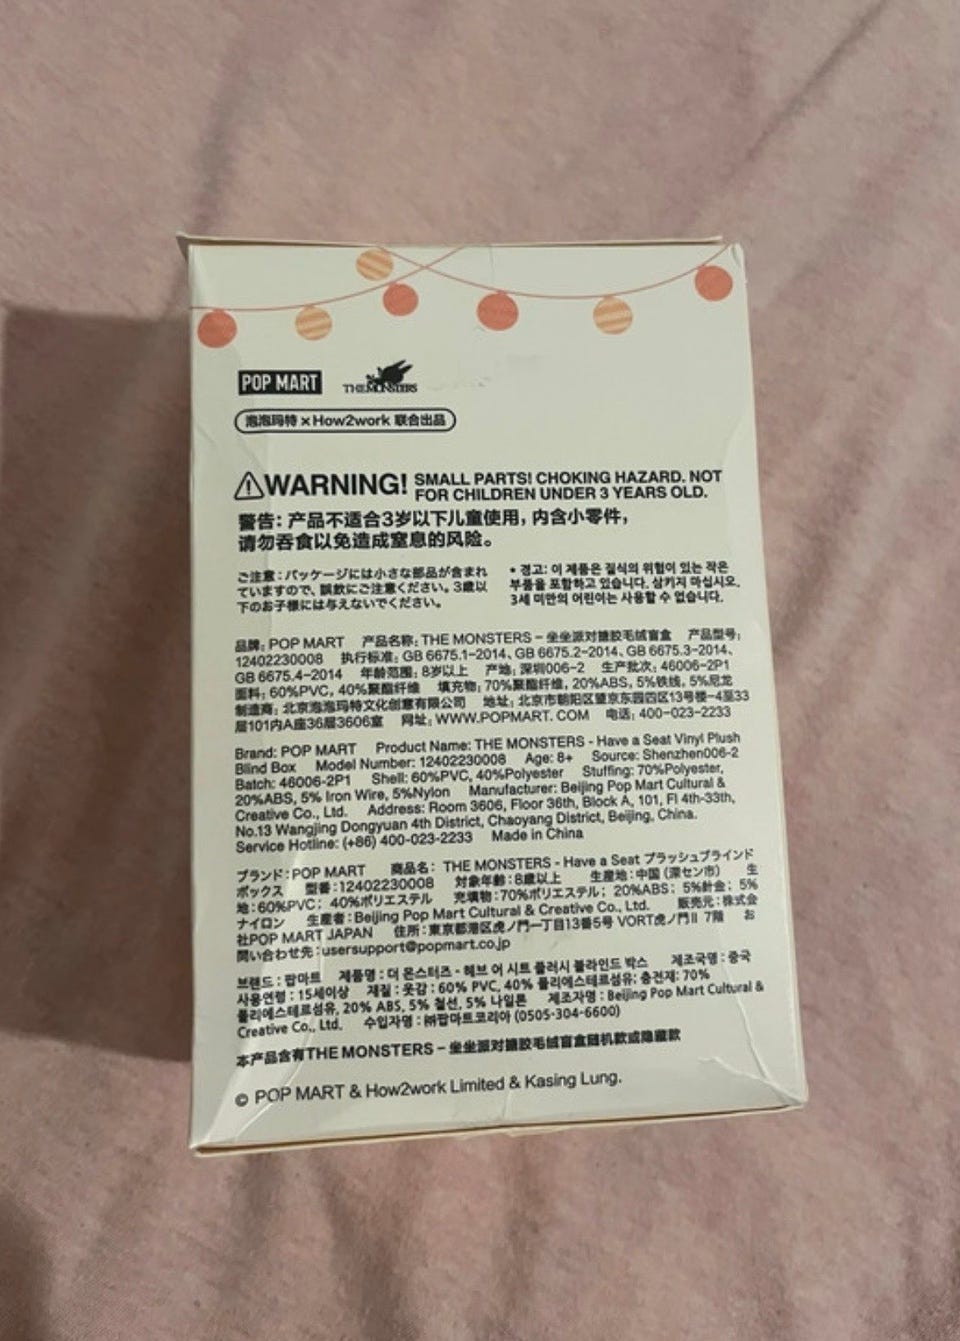 POP MART THE MONSTERS
泡泡玛特 × How2work 联合出品
WARNING! SMALL PARTS! CHOKING HAZARD. NOT
FOR CHILDREN UNDER 3 YEARS OLD.
警告：产品不适合3岁以下儿童使用，内含小零件，
请勿吞食以免造成窒息的风险。
ご注意：パッケージには小さな部品が含まれ
ていますので、誤飲にご注意ください。3歳以
下のお子様には与えないでください。
* 경고: 이 제품은 질식의 위험이 있는 작은
부품을 포함하고 있습니다. 삼키지 마십시오.
3세 미만의 어린이는 사용할 수 없습니다.
品牌：POP MART 产品名称：THE MONSTERS – 坐坐派对搪胶毛绒盲盒 产品型号：
12402230008 执行标准：GB 6675.1-2014、GB 6675.2-2014、GB 6675.3-2014、
GB 6675.4-2014 年龄范围：8岁以上 产地：深圳006-2 生产批次：46006-2P1
面料：60%PVC, 40%聚酯纤维 填充物：70%聚酯纤维, 20%ABS, 5%铁线, 5%尼龙
制造商：北京泡泡玛特文化创意有限公司 地址：北京市朝阳区望京东园四区13号楼-4至33
层101内A座36层3606室 网址：WWW.POPMART. COM 电话：400-023-2233
Brand: POP MART Product Name: THE MONSTERS - Have a Seat Vinyl Plush
Blind Box Model Number: 12402230008 Age: 8+ Source: Shenzhen006-2
Batch: 46006-2P1 Shell: 60%PVC, 40%Polyester Stuffing: 70%Polyester,
20%ABS, 5% Iron Wire, 5%Nylon Manufacturer: Beijing Pop Mart Cultural &
Creative Co., Ltd. Address: Room 3606, Floor 36th, Block A, 101, Fl 4th-33th,
No.13 Wangjing Dongyuan 4th District, Chaoyang District, Beijing, China.
Service Hotline: (+86) 400-023-2233 Made in China
ブランド：POP MART 商品名： THE MONSTERS - Have a Seat プラッシュブラインド
ボックス 型番：12402230008 対象年齢：8歳以上 生産地：中国（深セン市） 生
地：60%PVC； 40%ポリエステル 充填物：70%ポリエステル； 20%ABS； 5%針金； 5%
ナイロン 生産者：Beijing Pop Mart Cultural & Creative Co., Ltd. 販売元：株式会
社POP MART JAPAN 住所：東京都港区虎ノ門一丁目13番5号 VORT虎ノ門II 7階 お
問い合わせ先：usersupport@popmart.co.jp
브랜드 : 팝마트 제품명 : 더 몬스터즈 - 해브 어 시트 플러시 블라인드 박스 제조국명 : 중국
사용연령 : 15세이상 재질 : 옷감 : 60% PVC, 40% 폴리에스테르섬유; 충전재: 70%
폴리에스테르섬유, 20% ABS, 5% 철선, 5% 나일론 제조자명 : Beijing Pop Mart Cultural &
Creative Co., Ltd. 수입자명 : ㈜팝마트코리아 (0505-304-6600)
本产品含有THE MONSTERS – 坐坐派对搪胶毛绒盲盒随机款或隐藏款
© POP MART & How2work Limited & Kasing Lung.